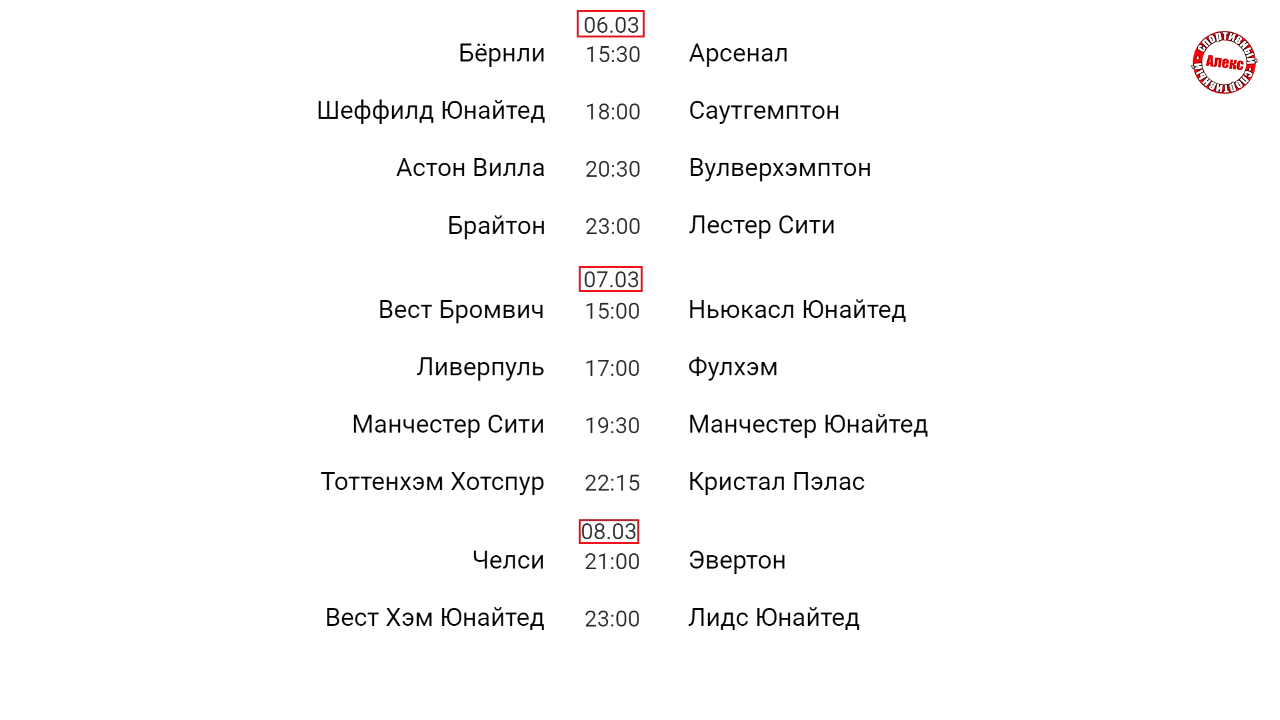 06.03
Бёрнли 15:30 Арсенал
Шеффилд Юнайтед 18:00 Саутгемптон
Астон Вилла 20:30 Вулверхэмптон
Брайтон 23:00 Лестер Сити
07.03
Вест Бромвич 15:00 Ньюкасл Юнайтед
Ливерпуль 17:00 Фулхэм
Манчестер Сити 19:30 Манчестер Юнайтед
Тоттенхэм Хотспур 22:15 Кристал Пэлас
08.03
Челси 21:00 Эвертон
Вест Хэм Юнайтед 23:00 Лидс Юнайтед
СПОРТИВНЫЙ
Алекс
СПОРТИВНЫЙ